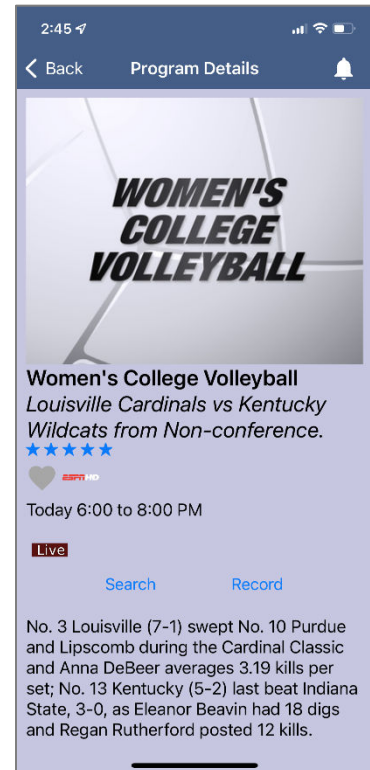 2:45
Back
Program Details
WOMEN'S
COLLEGE
VOLLEYBALL
Women's College Volleyball
Louisville Cardinals vs Kentucky
Wildcats from Non-conference.
ESPN HD
Today 6:00 to 8:00 PM
Live
Search
Record
No. 3 Louisville (7-1) swept No. 10 Purdue
and Lipscomb during the Cardinal Classic
and Anna DeBeer averages 3.19 kills per
set; No. 13 Kentucky (5-2) last beat Indiana
State, 3-0, as Eleanor Beavin had 18 digs
and Regan Rutherford posted 12 kills.